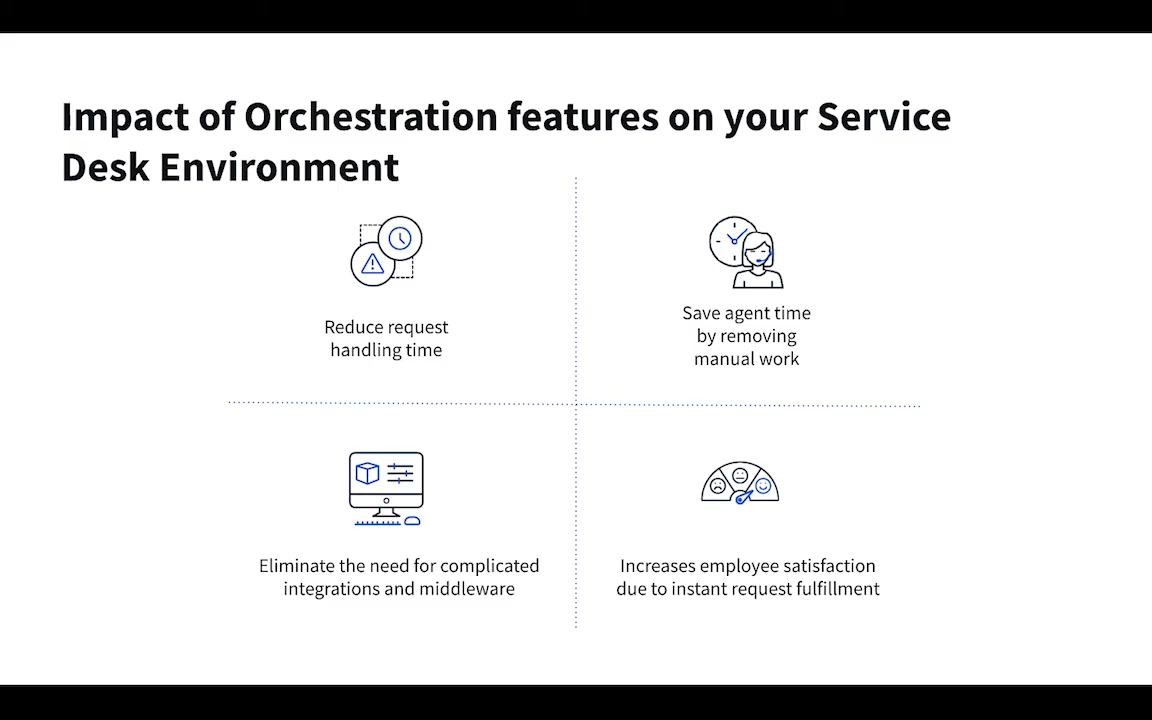 Impact of Orchestration features on your Service
Desk Environment
Reduce request
handling time
Save agent time
by removing
manual work
Eliminate the need for complicated
integrations and middleware
Increases employee satisfaction
due to instant request fulfillment